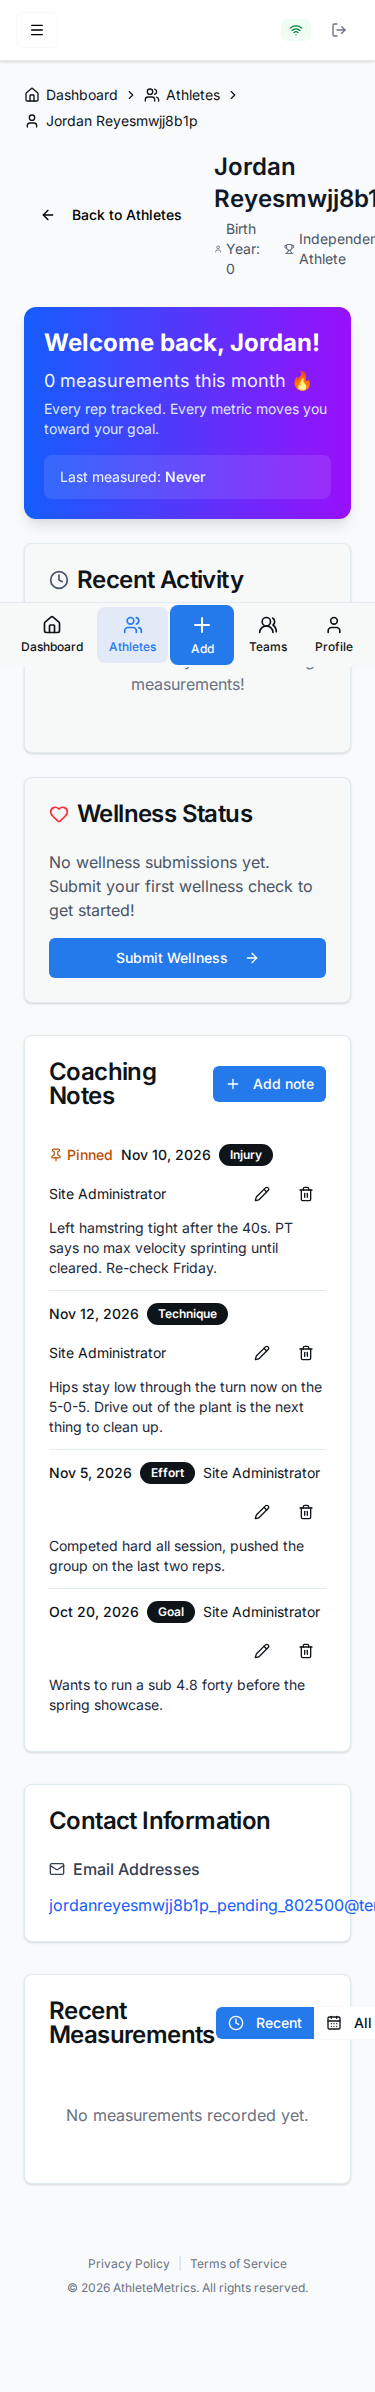 Dashboard > Athletes >
Jordan Reyesmwjj8b1p
Jordan
Back to Athletes
Reyesmwjj8b1
Birth
Year:
0
Independen
Athlete
Welcome back, Jordan!
0 measurements this month 🔥
Every rep tracked. Every metric moves you
toward your goal.
Last measured: Never
Recent Activity
Dashboard Athletes Add Teams Profile
measurements!
Wellness Status
No wellness submissions yet.
Submit your first wellness check to
get started!
Submit Wellness →
Coaching
Notes
+ Add note
Pinned Nov 10, 2026 Injury
Site Administrator
Left hamstring tight after the 40s. PT
says no max velocity sprinting until
cleared. Re-check Friday.
Nov 12, 2026 Technique
Site Administrator
Hips stay low through the turn now on the
5-0-5. Drive out of the plant is the next
thing to clean up.
Nov 5, 2026 Effort Site Administrator
Competed hard all session, pushed the
group on the last two reps.
Oct 20, 2026 Goal Site Administrator
Wants to run a sub 4.8 forty before the
spring showcase.
Contact Information
Email Addresses
jordanreyesmwjj8b1p_pending_802500@te
Recent
Measurements
Recent All
No measurements recorded yet.
Privacy Policy | Terms of Service
© 2026 AthleteMetrics. All rights reserved.